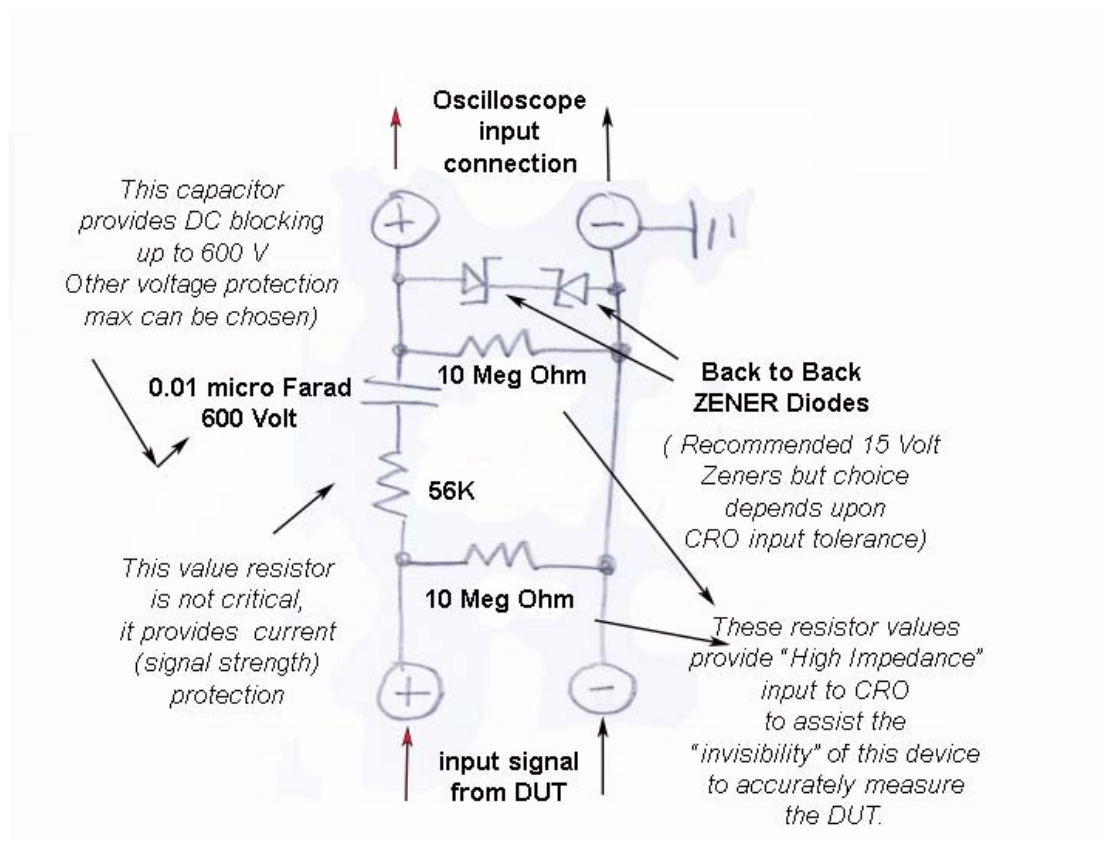 Oscilloscope
input
connection
This capacitor
provides DC blocking
up to 600 V
Other voltage protection
max can be chosen)
+
−
0.01 micro Farad
600 Volt
10 Meg Ohm
Back to Back
ZENER Diodes
( Recommended 15 Volt
Zeners but choice
depends upon
CRO input tolerance)
56K
This value resistor
is not critical,
it provides current
(signal strength)
protection
10 Meg Ohm
These resistor values
provide “High Impedance”
input to CRO
to assist the
“invisibility” of this device
to accurately measure
the DUT.
+
−
input signal
from DUT